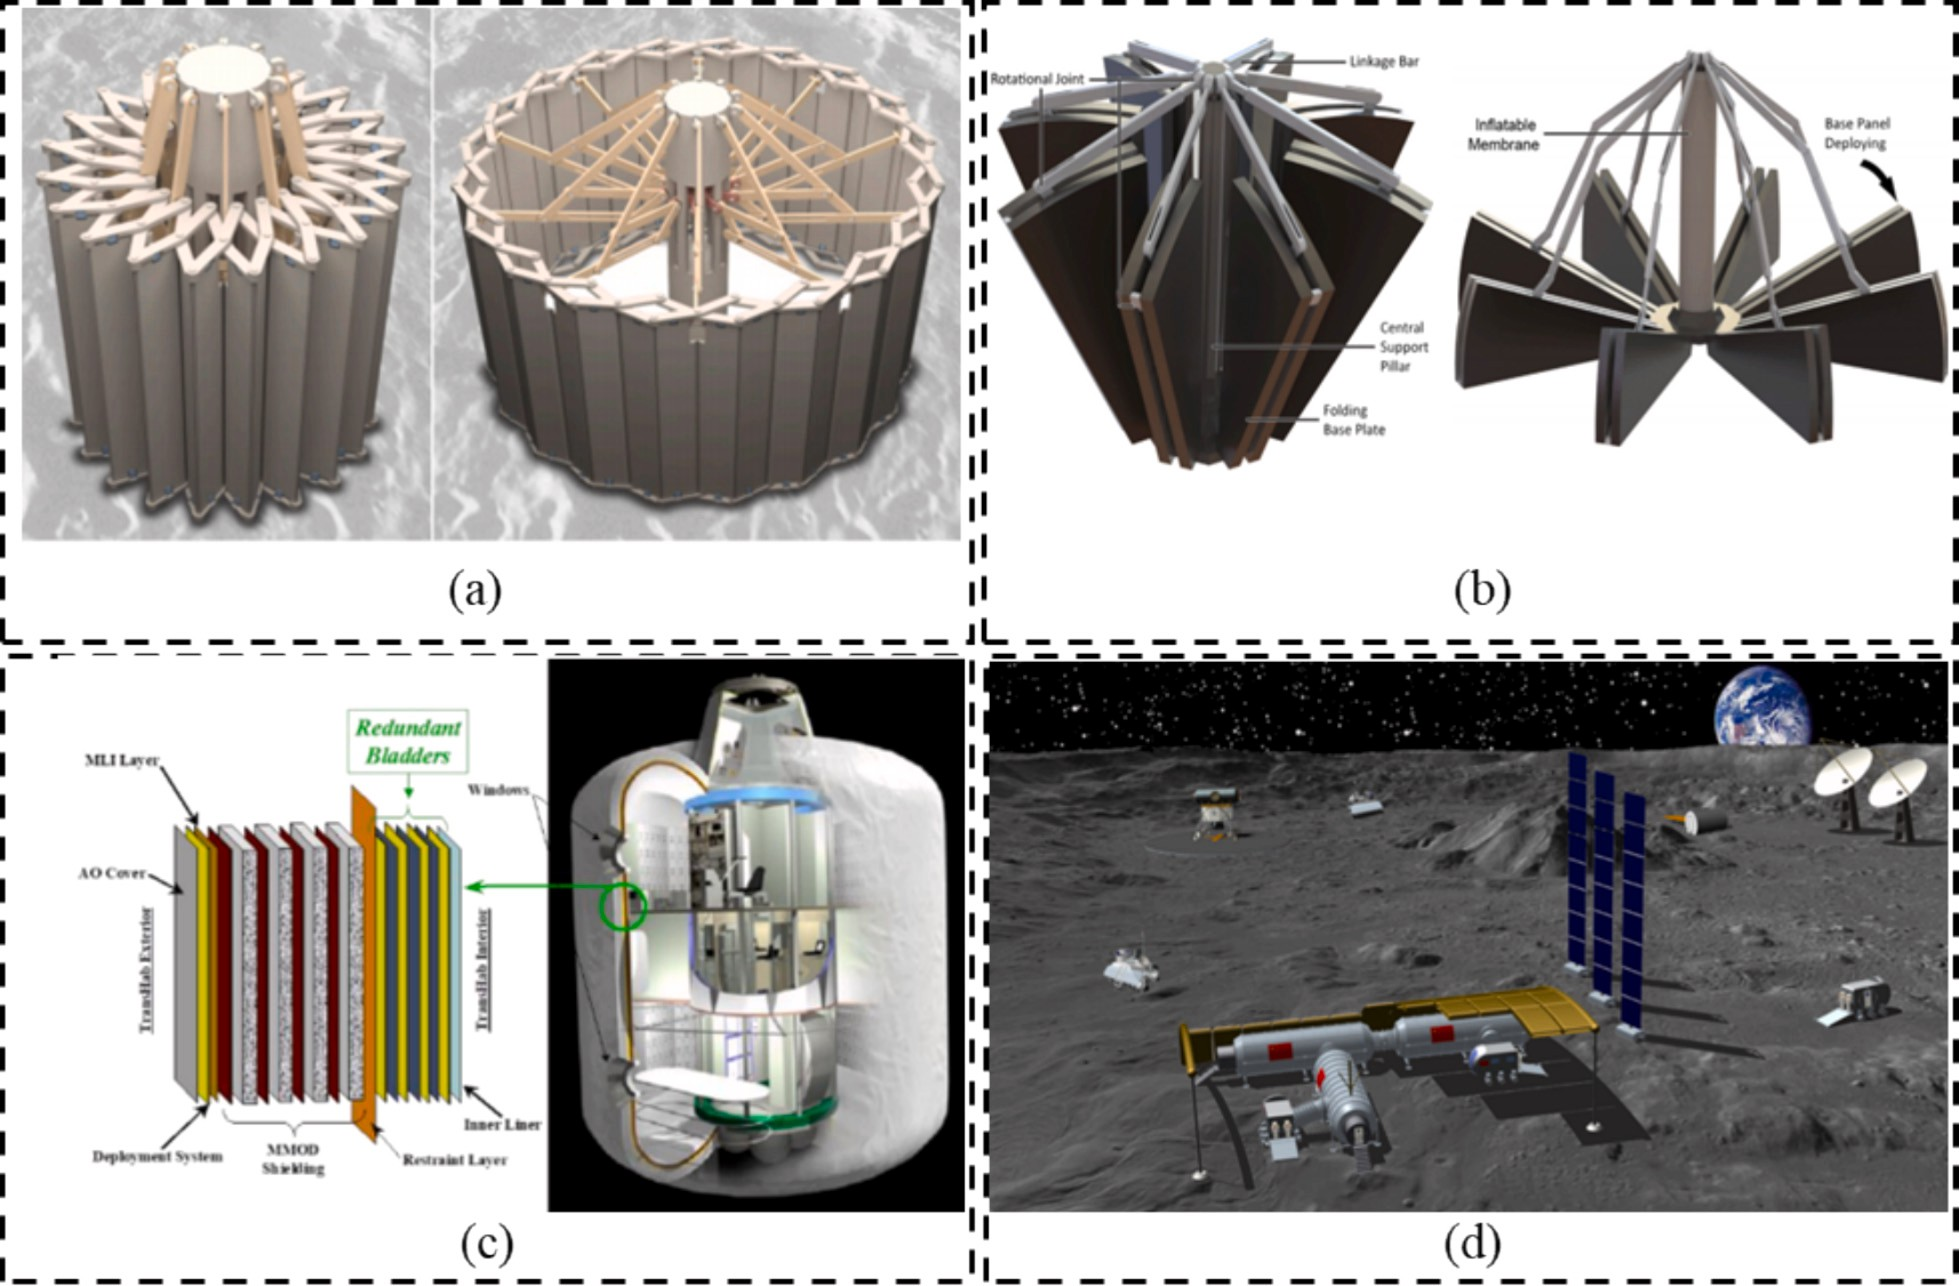 Linkage Bar
Rotational Joint
Central
Support
Pillar
Folding
Base Plate
Inflatable
Membrane
Base Panel
Deploying
(a)
(b)
Redundant
Bladders
MLI Layer
Windows
AO Cover
TransHab Exterior
TransHab Interior
Inner Liner
Deployment System
MMOD
Shielding
Restraint Layer
(c)
(d)